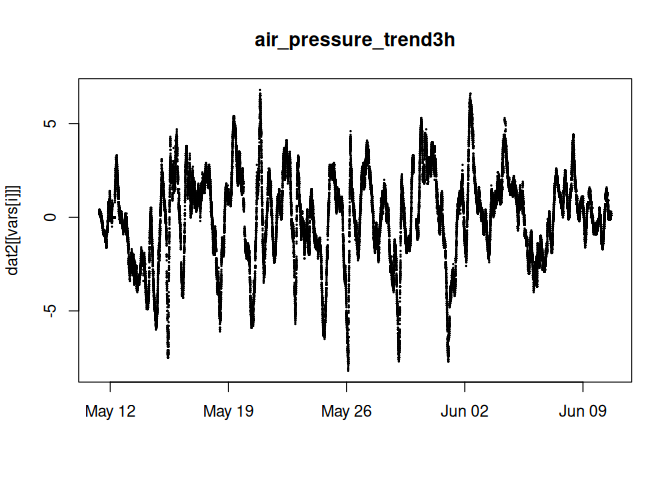 air_pressure_trend3h
dat2[[vars[i]]]
5
0
-5
May 12
May 19
May 26
Jun 02
Jun 09